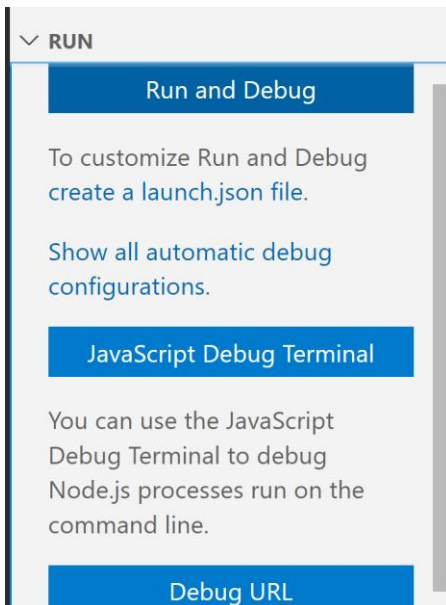 RUN
Run and Debug
To customize Run and Debug
create a launch.json file.
Show all automatic debug
configurations.
JavaScript Debug Terminal
You can use the JavaScript
Debug Terminal to debug
Node.js processes run on the
command line.
Debug URL